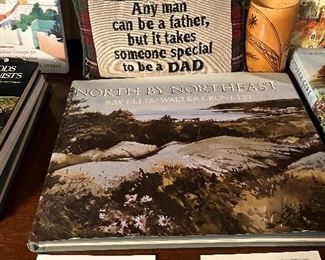 Any man
can be a father,
but it takes
someone special
to be a DAD
NORTH BY NORTHEAST
RAY ELLIS WALTER CRONKITE